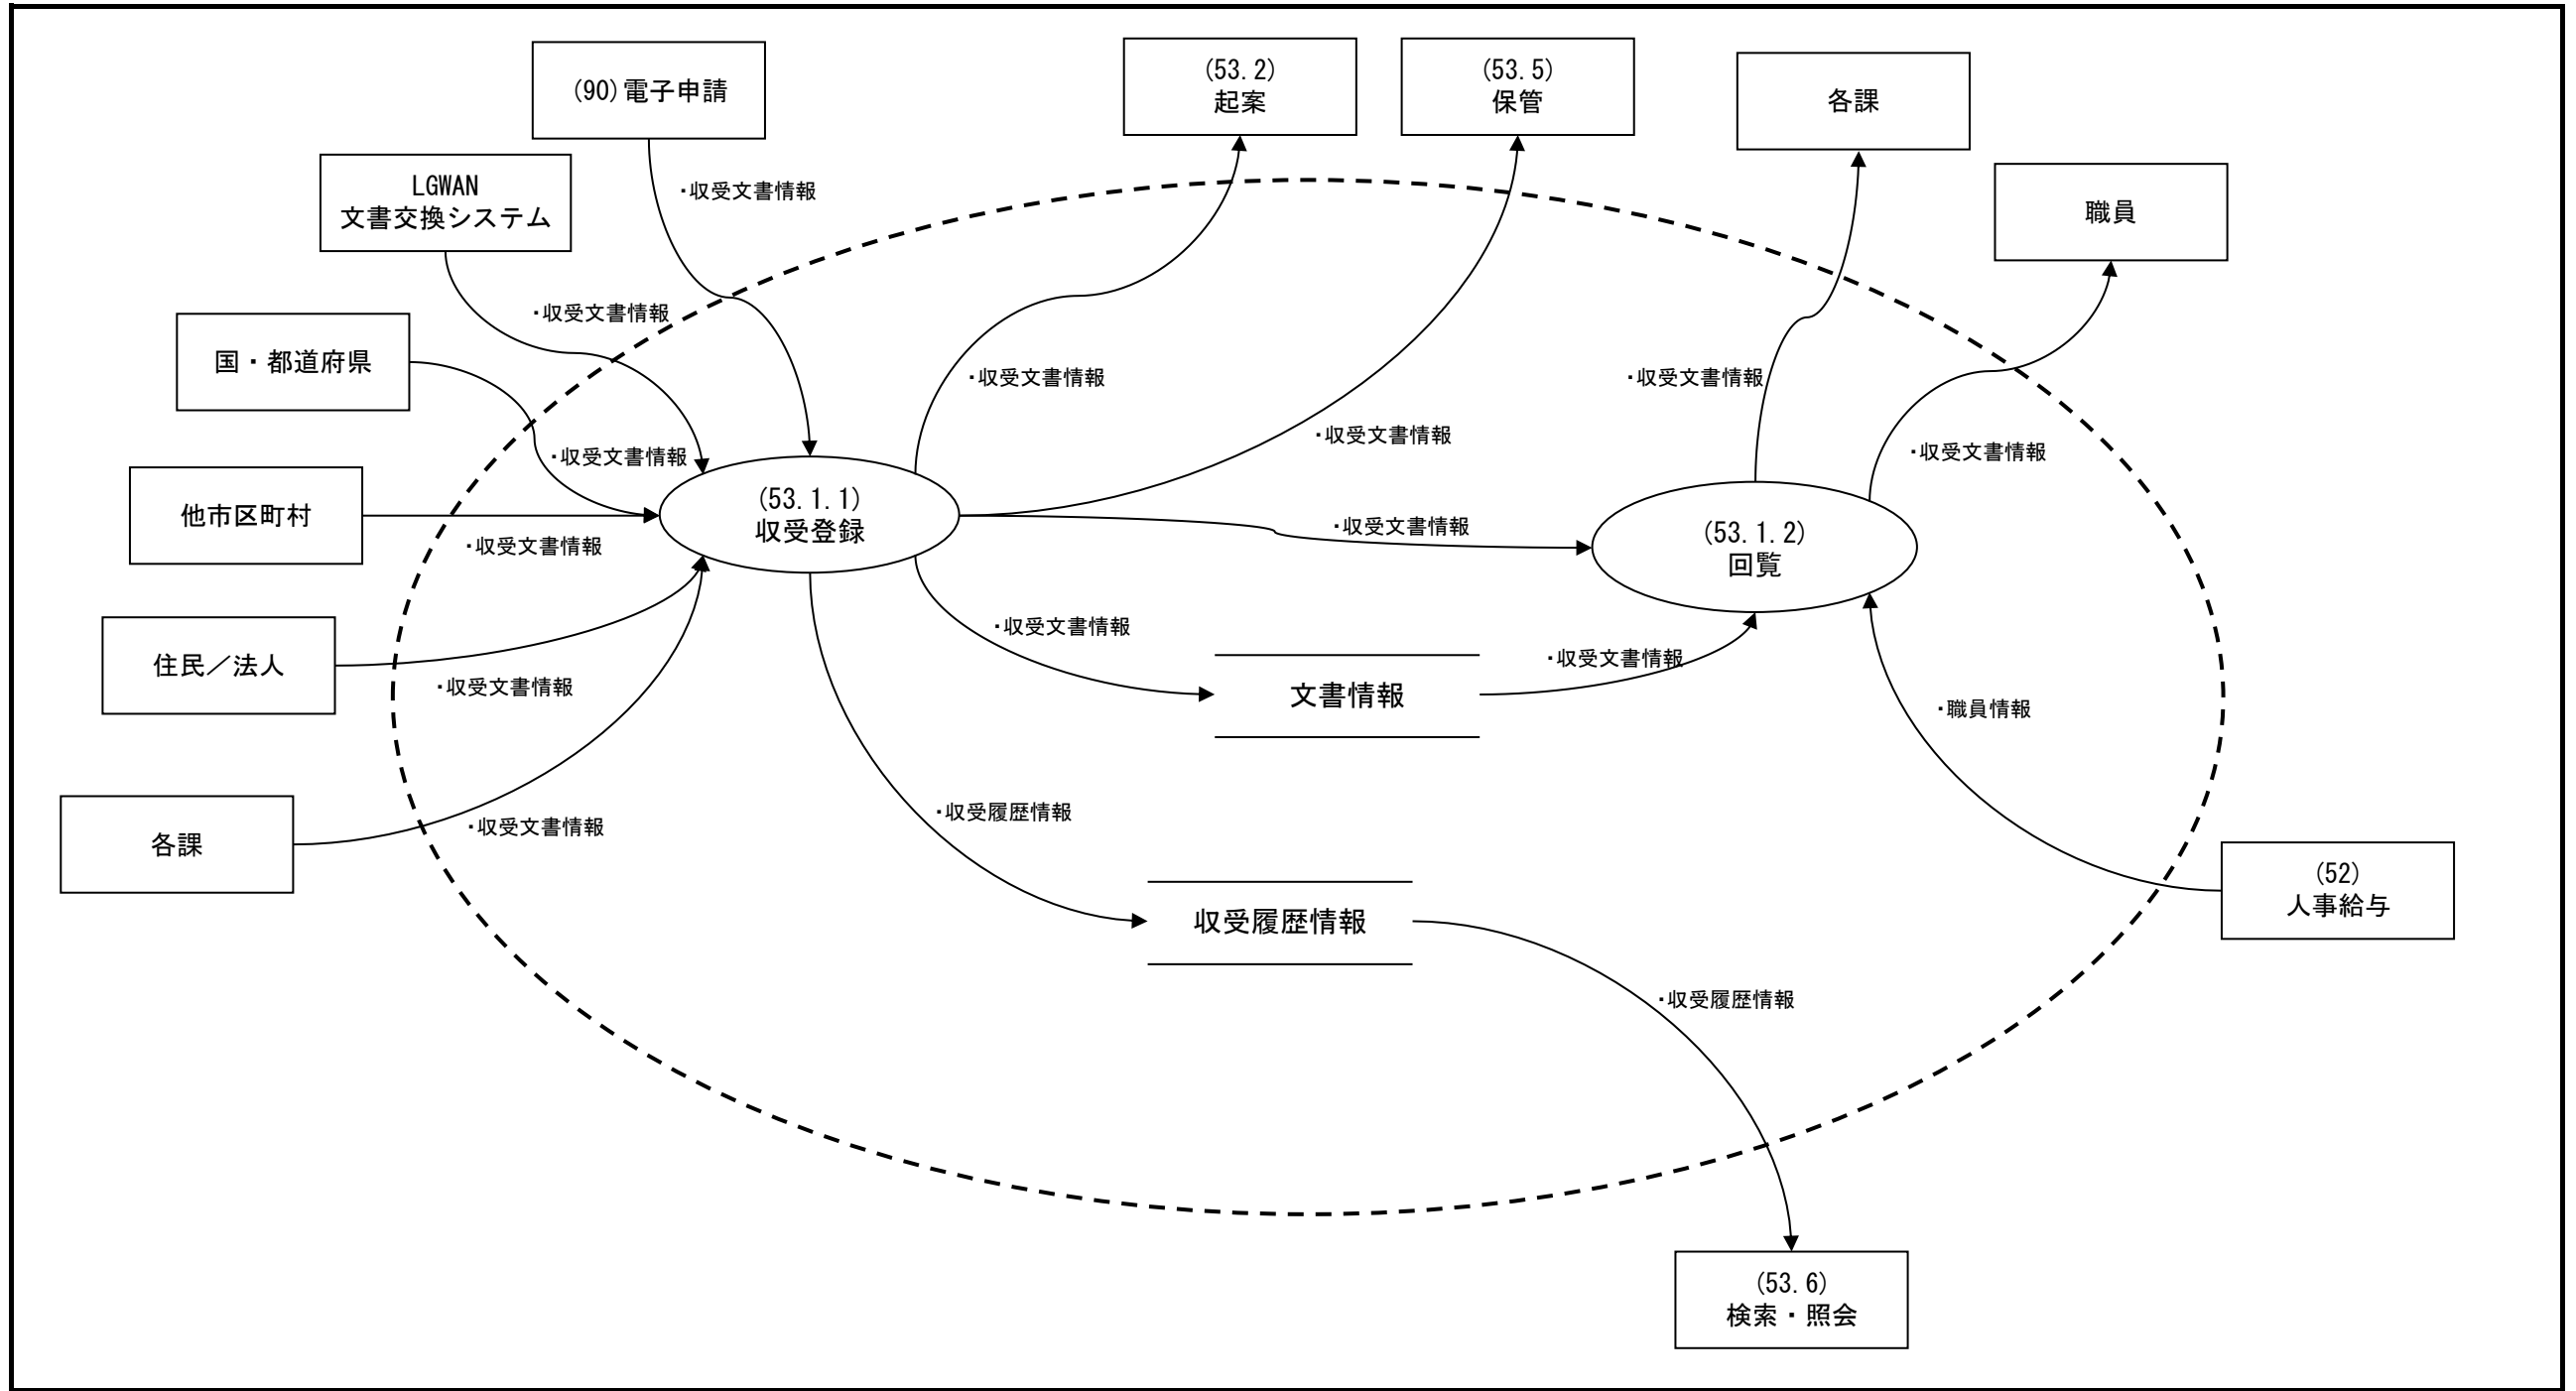 (90)電子申請
(53.2)
起案
(53.5)
保管
各課
職員
LGWAN
文書交換システム
・収受文書情報
・収受文書情報
国・都道府県
・収受文書情報
・収受文書情報
・収受文書情報
・収受文書情報
・収受文書情報
他市区町村
(53.1.1)
収受登録
・収受文書情報
・収受文書情報
(53.1.2)
回覧
住民/法人
・収受文書情報
・収受文書情報
・収受文書情報
文書情報
・職員情報
各課
・収受文書情報
・収受履歴情報
収受履歴情報
(52)
人事給与
・収受履歴情報
(53.6)
検索・照会